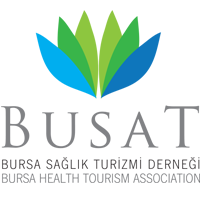 BUSAT
BURSA SAĞLIK TURİZMİ DERNEĞİ
BURSA HEALTH TOURISM ASSOCIATION